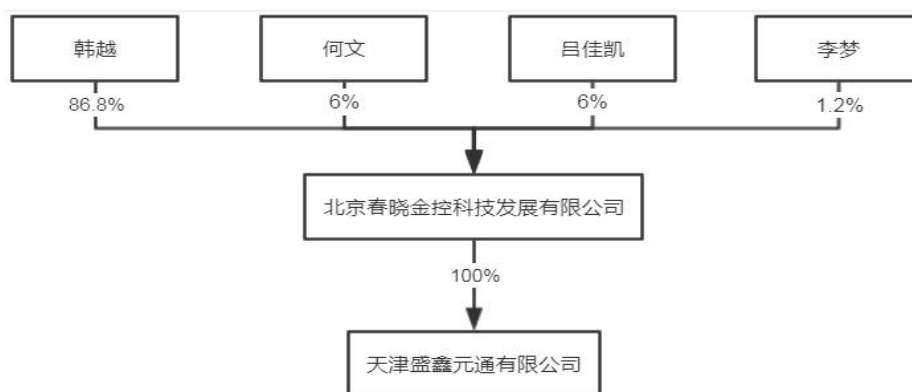 韩越
何文
吕佳凯
李梦
86.8%
6%
6%
1.2%
北京春晓金控科技发展有限公司
100%
天津盛鑫元通有限公司